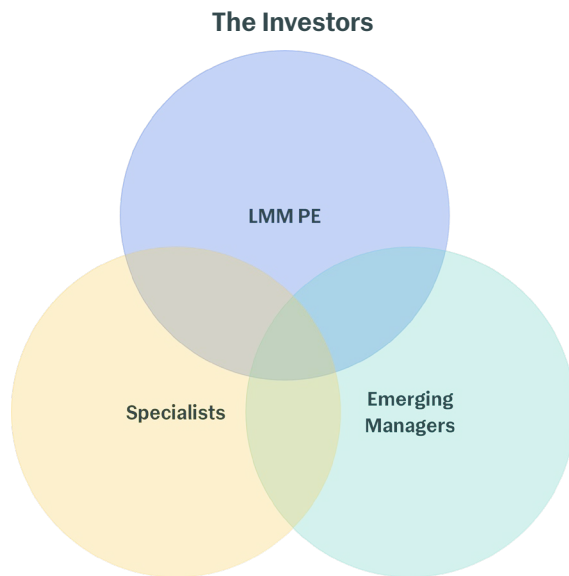 The Investors
LMM PE
Specialists
Emerging
Managers